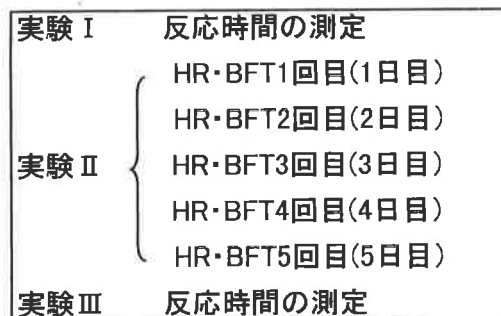 実験Ⅰ 反応時間の測定
HR・BFT1回目(1日目)
HR・BFT2回目(2日目)
実験Ⅱ HR・BFT3回目(3日目)
HR・BFT4回目(4日目)
HR・BFT5回目(5日目)
実験Ⅲ 反応時間の測定